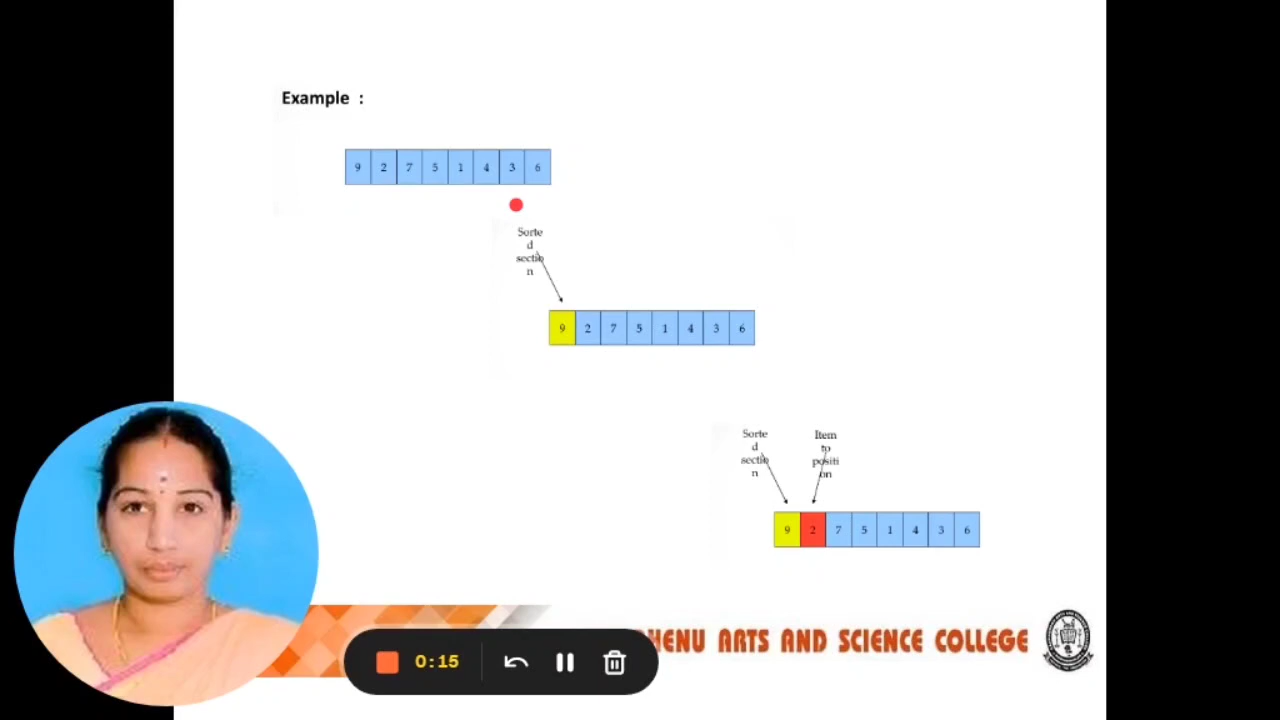 Example :
9 2 7 5 1 4 3 6
Sorte
d
sectio
n
9 2 7 5 1 4 3 6
Sorte
d
sectio
n
Item
to
positi
on
9 2 7 5 1 4 3 6
ARTS AND SCIENCE COLLEGE
0:15